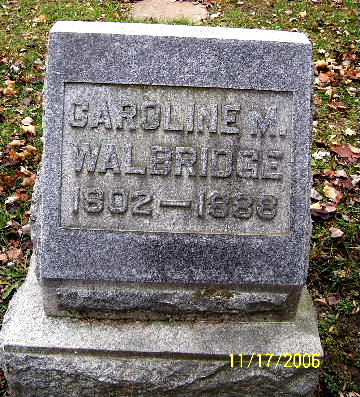 CAROLINE M.
WALBRIDGE
1802—1888
11/17/2006